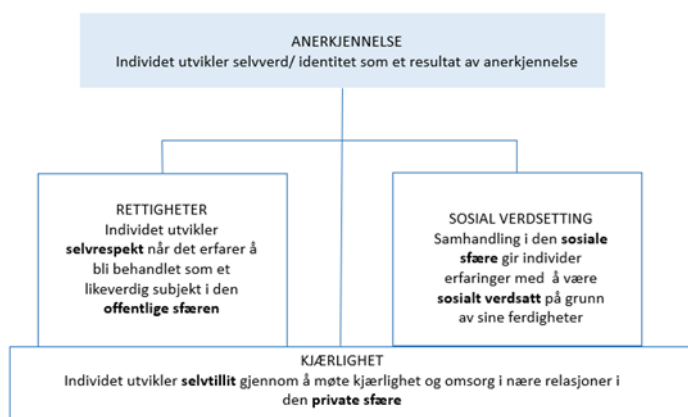 ANERKJENNELSE
Individet utvikler selvverd/ identitet som et resultat av anerkjennelse
RETTIGHETER
Individet utvikler
selvrespekt når det erfarer å
bli behandlet som et
likeverdig subjekt i den
offentlige sfæren
SOSIAL VERDSETTING
Samhandling i den sosiale
sfære gir individer
erfaringer med å være
sosialt verdsatt på grunn
av sine ferdigheter
KJÆRLIGHET
Individet utvikler selvtillit gjennom å møte kjærlighet og omsorg i nære relasjoner i
den private sfære